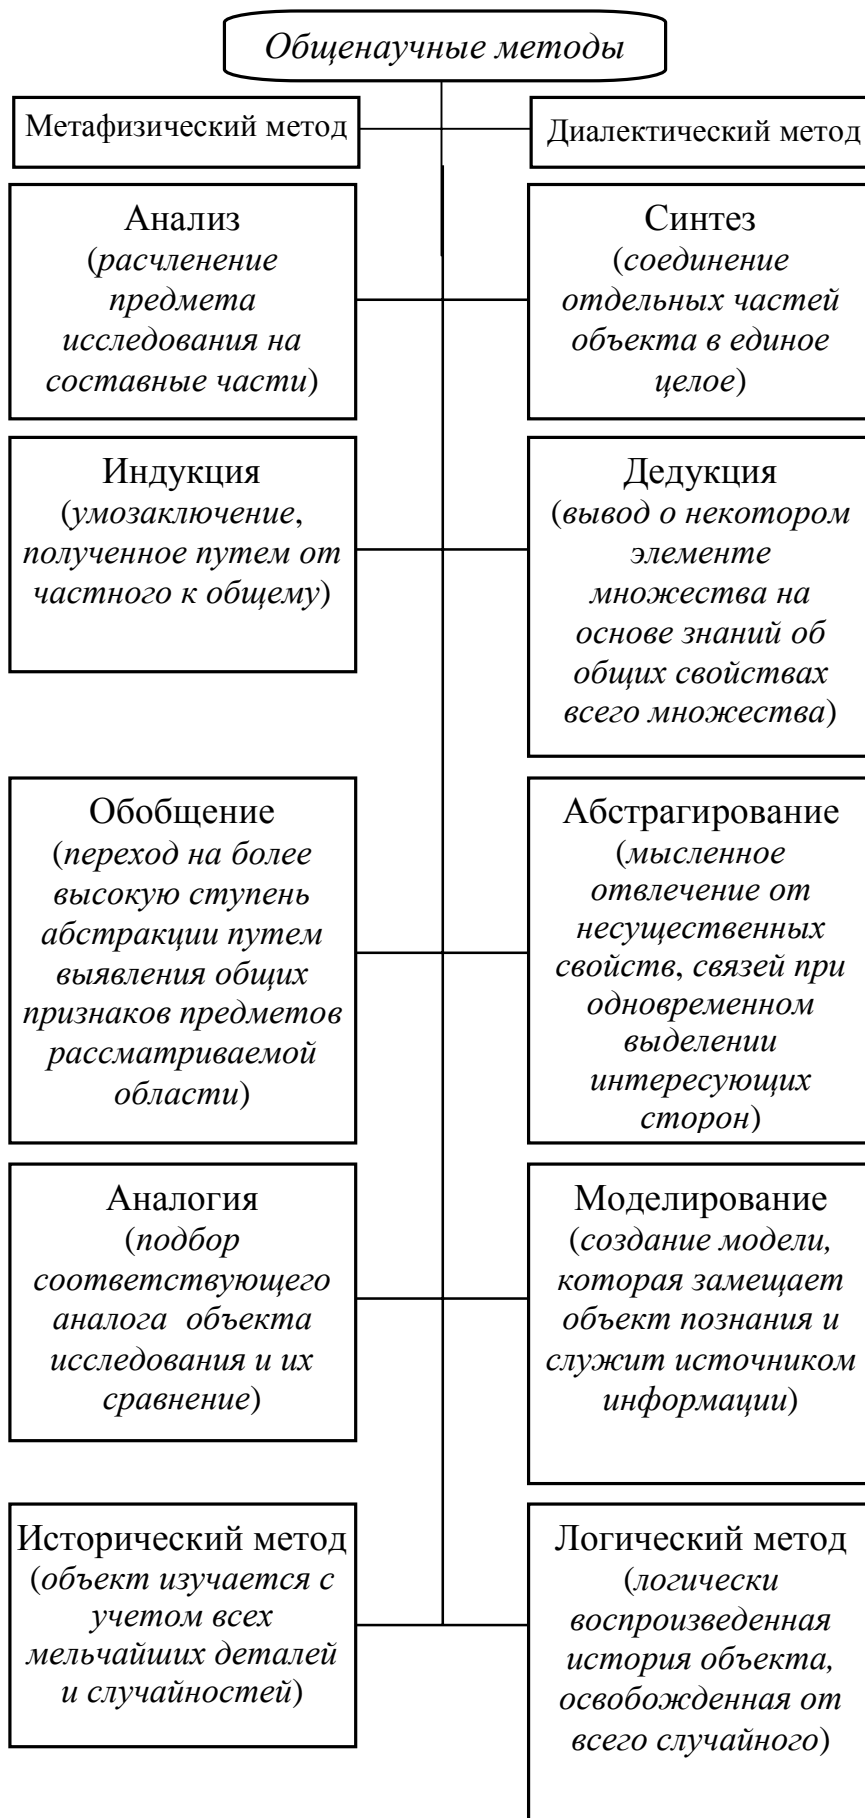 Общенаучные методы
Метафизический метод
Диалектический метод
Анализ
(расчленение
предмета
исследования на
составные части)
Синтез
(соединение
отдельных частей
объекта в единое
целое)
Индукция
(умозаключение,
полученное путем от
частного к общему)
Дедукция
(вывод о некотором
элементе
множества на
основе знаний об
общих свойствах
всего множества)
Обобщение
(переход на более
высокую ступень
абстракции путем
выявления общих
признаков предметов
рассматриваемой
области)
Абстрагирование
(мысленное
отвлечение от
несущественных
свойств, связей при
одновременном
выделении
интересующих
сторон)
Аналогия
(подбор
соответствующего
аналога объекта
исследования и их
сравнение)
Моделирование
(создание модели,
которая замещает
объект познания и
служит источником
информации)
Исторический метод
(объект изучается с
учетом всех
мельчайших деталей
и случайностей)
Логический метод
(логически
воспроизведенная
история объекта,
освобожденная от
всего случайного)